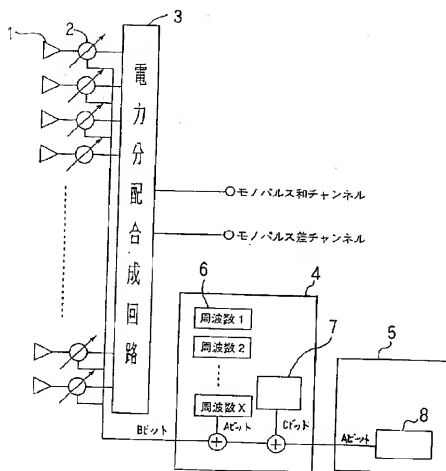 1
2
3
電力分配合成回路
モノパルス和チャンネル
モノパルス差チャンネル
4
6
周波数1
周波数2
周波数X
7
5
8
Bビット
Aビット
Cビット
Aビット